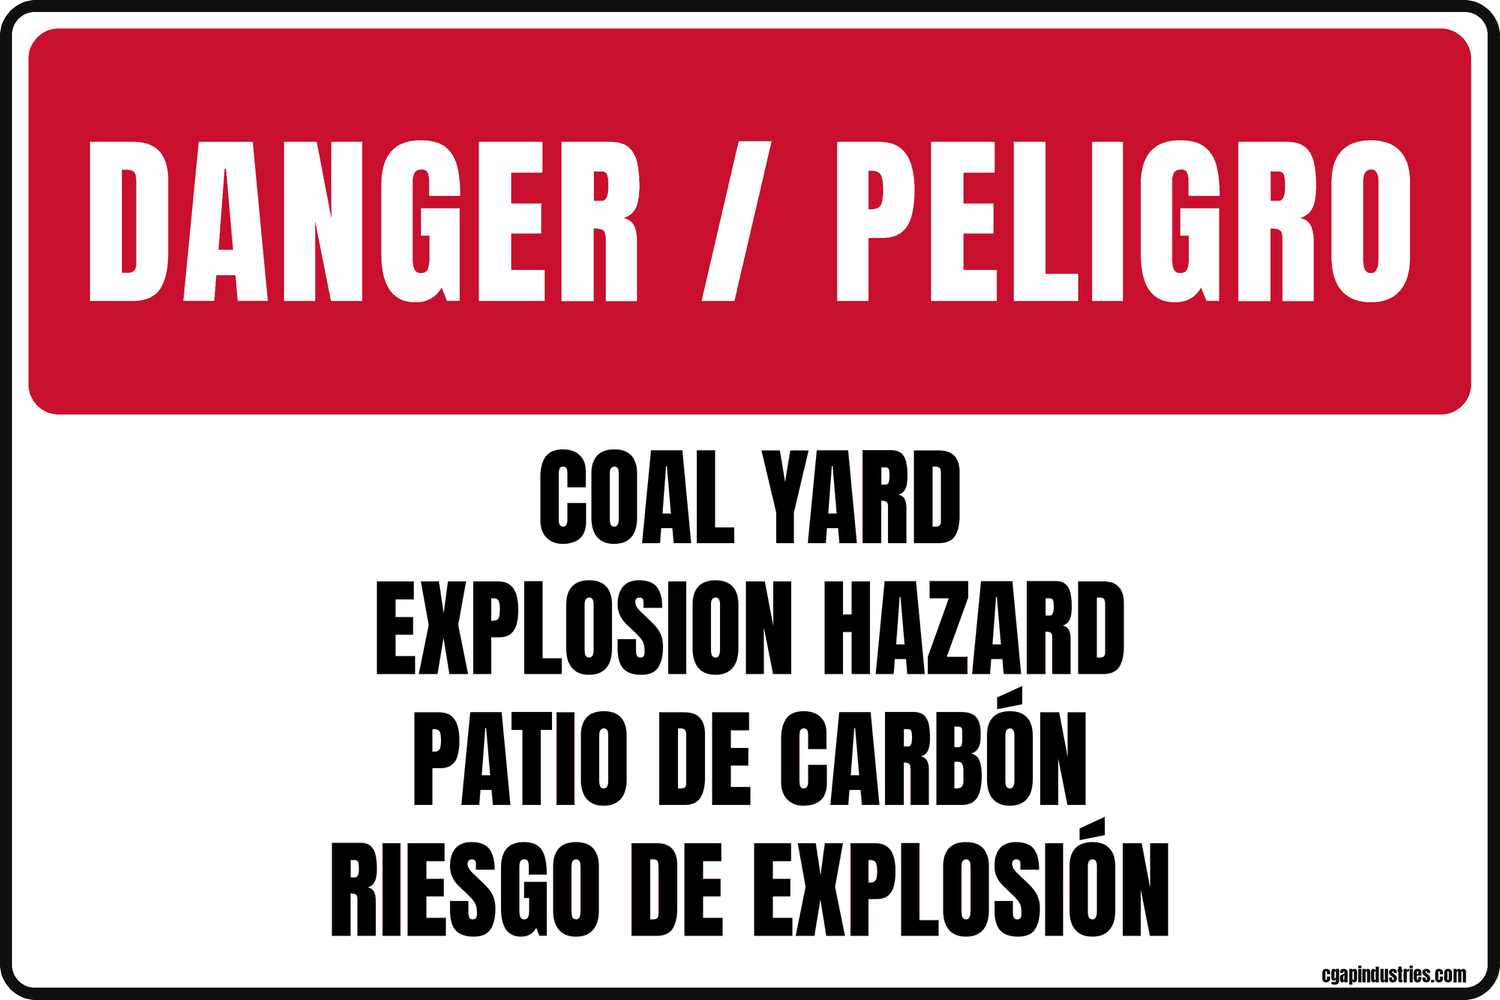 DANGER / PELIGRO
COAL YARD
EXPLOSION HAZARD
PATIO DE CARBÓN
RIESGO DE EXPLOSIÓN
cgapindustries.com